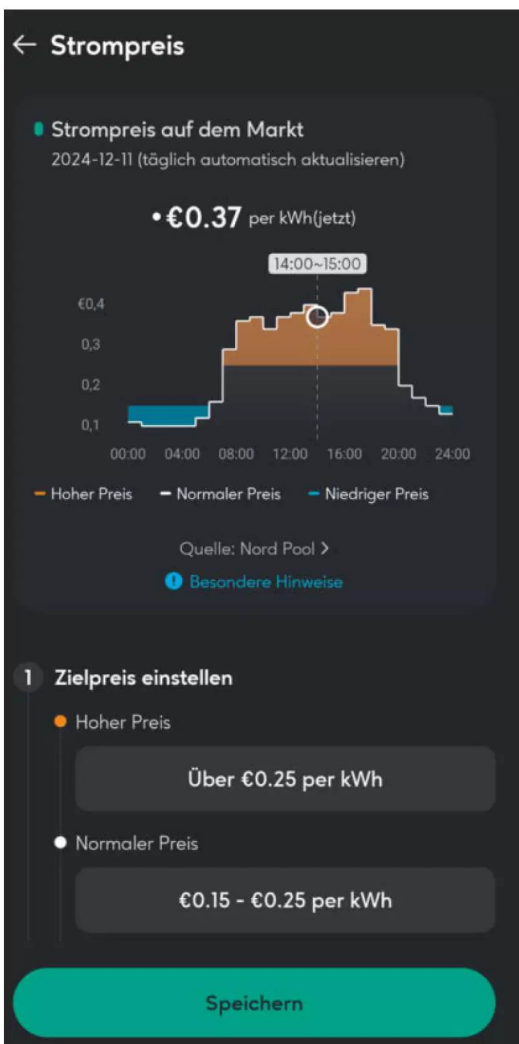 Strompreis
Strompreis auf dem Markt
2024-12-11 (täglich automatisch aktualisieren)
•€0.37 per kWh(jetzt)
14:00~15:00
€0,4
0,3
0,2
0,1
00:00 04:00 08:00 12:00 16:00 20:00 24:00
Hoher Preis Normaler Preis Niedriger Preis
Quelle: Nord Pool >
Besondere Hinweise
1 Zielpreis einstellen
Hoher Preis
Über €0.25 per kWh
Normaler Preis
€0.15 - €0.25 per kWh
Speichern